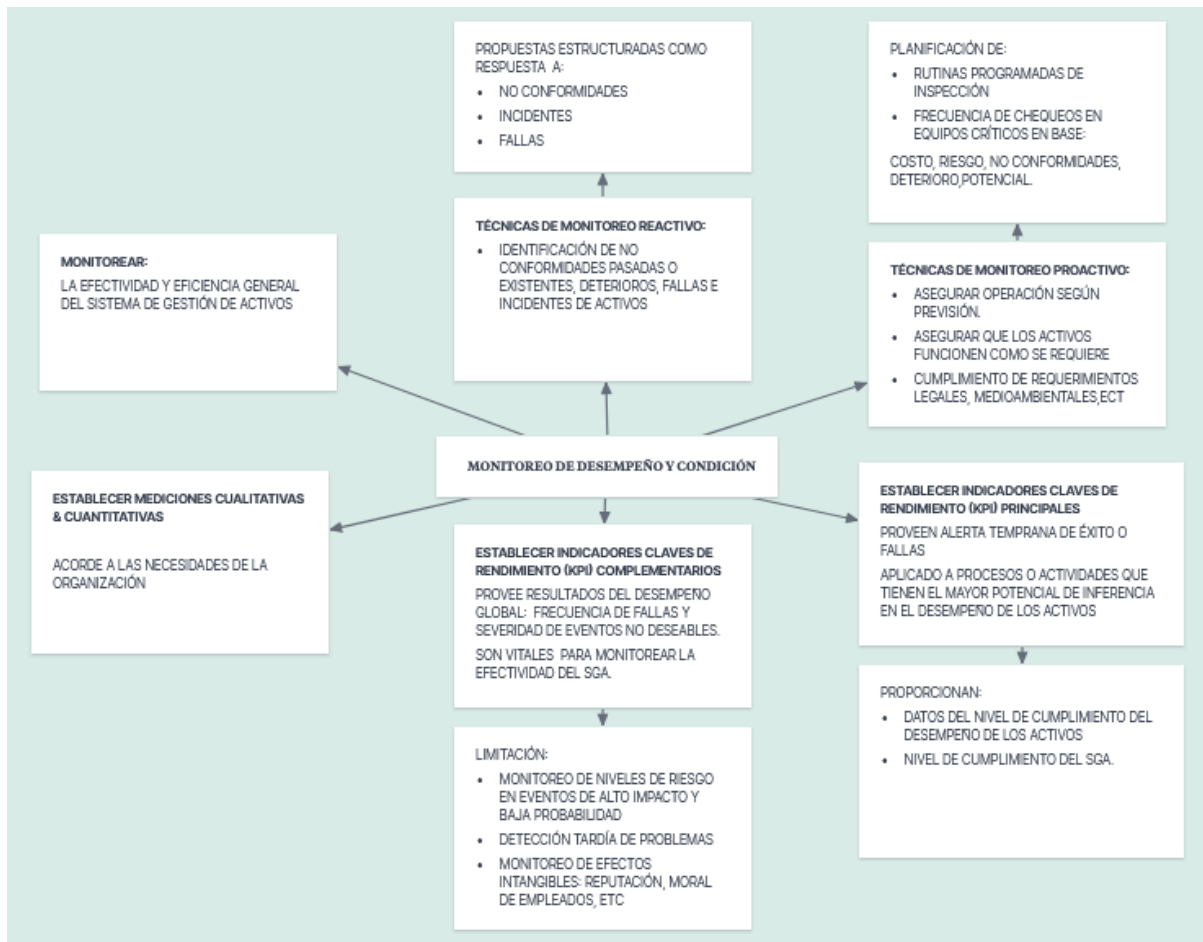 PROPUESTAS ESTRUCTURADAS COMO
RESPUESTA A:
• NO CONFORMIDADES
• INCIDENTES
• FALLAS
PLANIFICACIÓN DE:
• RUTINAS PROGRAMADAS DE
INSPECCIÓN
• FRECUENCIA DE CHEQUEOS EN
EQUIPOS CRÍTICOS EN BASE:
COSTO, RIESGO, NO CONFORMIDADES,
DETERIORO,POTENCIAL.
MONITOREAR:
LA EFECTIVIDAD Y EFICIENCIA GENERAL
DEL SISTEMA DE GESTIÓN DE ACTIVOS
TÉCNICAS DE MONITOREO REACTIVO:
• IDENTIFICACIÓN DE NO
CONFORMIDADES PASADAS O
EXISTENTES, DETERIOROS, FALLAS E
INCIDENTES DE ACTIVOS
TÉCNICAS DE MONITOREO PROACTIVO:
• ASEGURAR OPERACIÓN SEGÚN
PREVISIÓN.
• ASEGURAR QUE LOS ACTIVOS
FUNCIONEN COMO SE REQUIERE
• CUMPLIMIENTO DE REQUERIMIENTOS
LEGALES, MEDIOAMBIENTALES,ECT
MONITOREO DE DESEMPEÑO Y CONDICIÓN
ESTABLECER MEDICIONES CUALITATIVAS
& CUANTITATIVAS
ACORDE A LAS NECESIDADES DE LA
ORGANIZACIÓN
ESTABLECER INDICADORES CLAVES DE
RENDIMIENTO (KPI) COMPLEMENTARIOS
PROVEE RESULTADOS DEL DESEMPEÑO
GLOBAL: FRECUENCIA DE FALLAS Y
SEVERIDAD DE EVENTOS NO DESEABLES.
SON VITALES PARA MONITOREAR LA
EFECTIVIDAD DEL SGA.
ESTABLECER INDICADORES CLAVES DE
RENDIMIENTO (KPI) PRINCIPALES
PROVEEN ALERTA TEMPRANA DE ÉXITO O
FALLAS
APLICADO A PROCESOS O ACTIVIDADES QUE
TIENEN EL MAYOR POTENCIAL DE INFERENCIA
EN EL DESEMPEÑO DE LOS ACTIVOS
LIMITACIÓN:
• MONITOREO DE NIVELES DE RIESGO
EN EVENTOS DE ALTO IMPACTO Y
BAJA PROBABILIDAD
• DETECCIÓN TARDÍA DE PROBLEMAS
• MONITOREO DE EFECTOS
INTANGIBLES: REPUTACIÓN, MORAL
DE EMPLEADOS, ETC
PROPORCIONAN:
• DATOS DEL NIVEL DE CUMPLIMIENTO DEL
DESEMPEÑO DE LOS ACTIVOS
• NIVEL DE CUMPLIMIENTO DEL SGA.